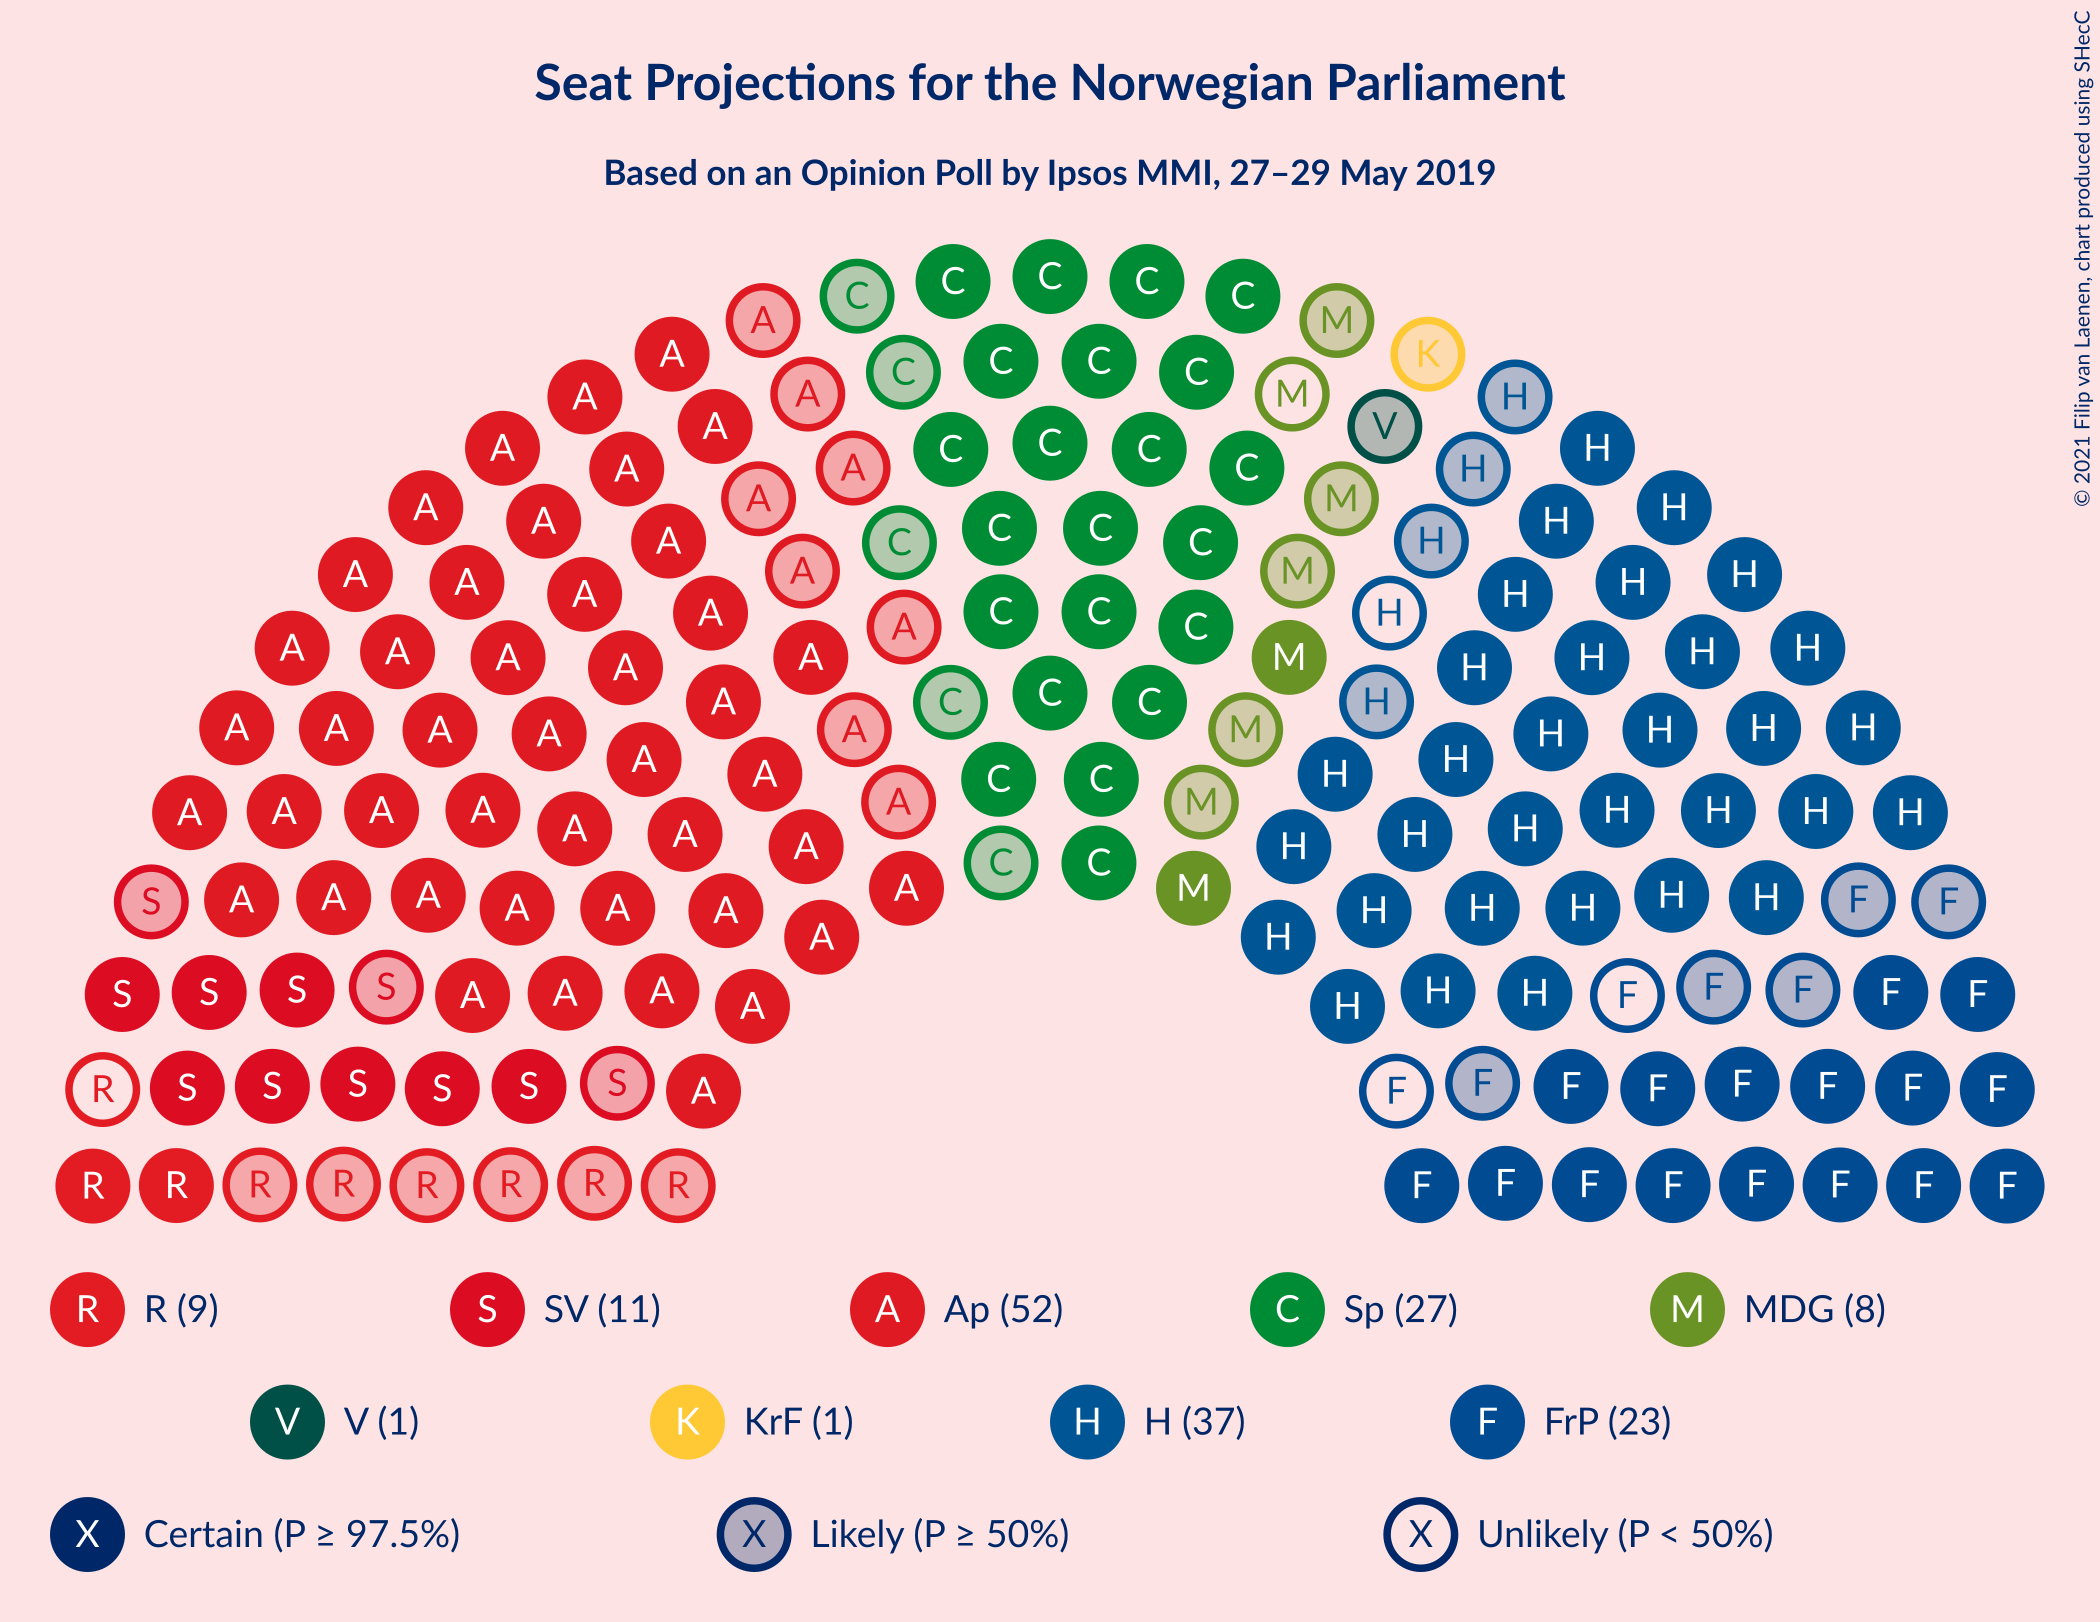 Seat Projections for the Norwegian Parliament
Based on an Opinion Poll by Ipsos MMI, 27–29 May 2019
© 2021 Filip van Laenen, chart produced using SHecC
C C C C C
A M
A C C C C K
A A M H
A A C C C V H
A A C H
A A A C C M H H
A C C H
A A A A M H H H
A A C C C H
A A A A A M H H H H
A C C C H
A A A A A M H H H H
A A C C H H
A A A A A M H H H H
A A A H H H
C C
S A A A A A A A M H H H H H F F
A H
S S S S A A A A H H H F F F F F
R S S S S S S A F F F F F F F F
R R R R R R R R F F F F F F F F
R R (9) S SV (11) A Ap (52) C Sp (27) M MDG (8)
V V (1) K KrF (1) H H (37) F FrP (23)
X Certain (P ≥ 97.5%) X Likely (P ≥ 50%) X Unlikely (P < 50%)